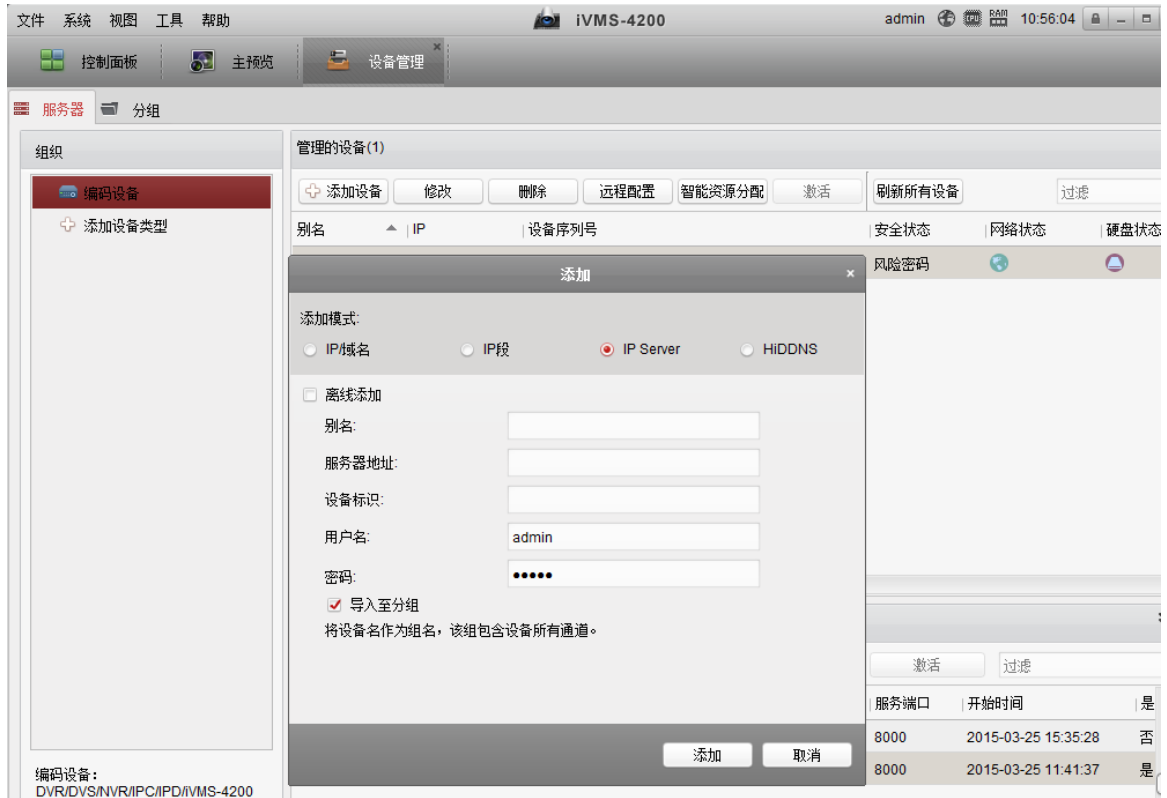 文件 系统 视图 工具 帮助 iVMS-4200 admin CPU RAM 10:56:04
控制面板 主预览 设备管理
服务器 分组
组织
编码设备
添加设备类型
管理的设备(1)
添加设备 修改 删除 远程配置 智能资源分配 激活 刷新所有设备 过滤
别名 IP 设备序列号 安全状态 网络状态 硬盘状态
风险密码
添加
添加模式:
IP/域名 IP段 IP Server HiDDNS
离线添加
别名:
服务器地址:
设备标识:
用户名: admin
密码: •••••
导入至分组
将设备名作为组名，该组包含设备所有通道。
添加 取消
激活 过滤
服务端口 开始时间 是
8000 2015-03-25 15:35:28 否
8000 2015-03-25 11:41:37 是
编码设备：
DVR/DVS/NVR/IPC/IPD/iVMS-4200